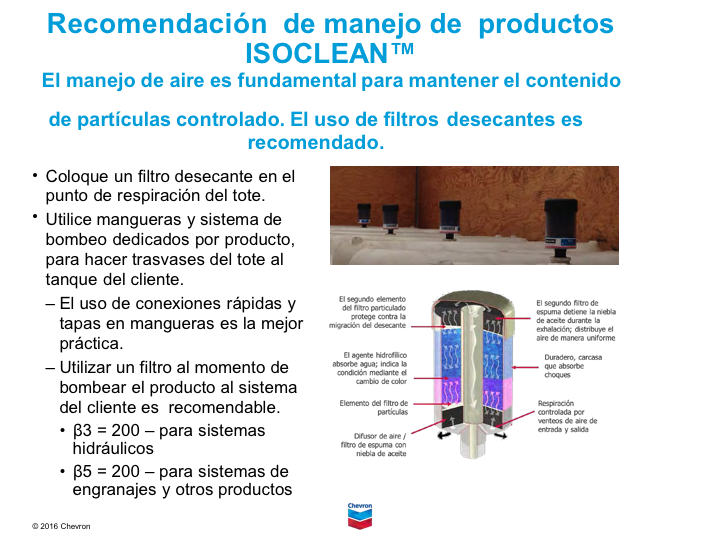 Recomendación de manejo de productos
ISOCLEAN™
El manejo de aire es fundamental para mantener el contenido
de partículas controlado. El uso de filtros desecantes es
recomendado.
• Coloque un filtro desecante en el
punto de respiración del tote.
• Utilice mangueras y sistema de
bombeo dedicados por producto,
para hacer trasvases del tote al
tanque del cliente.
– El uso de conexiones rápidas y
tapas en mangueras es la mejor
práctica.
– Utilizar un filtro al momento de
bombear el producto al sistema
del cliente es recomendable.
• β3 = 200 – para sistemas
hidráulicos
• β5 = 200 – para sistemas de
engranajes y otros productos
El segundo elemento
del filtro particulado
protege contra la
migración del desecante
El agente hidrofílico
absorbe agua; indica la
condición mediante el
cambio de color
Elemento del filtro de
partículas
Difusor de aire /
filtro de espuma con
niebla de aceite
El segundo filtro de
espuma detiene la niebla
de aceite durante la
exhalación; distribuye el
aire de manera uniforme
Duradero, carcasa
que absorbe
choques
Respiración
controlada por
venteos de aire de
entrada y salida
Chevron
© 2016 Chevron